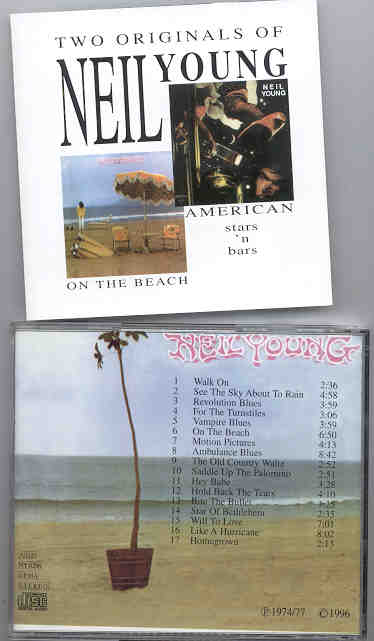 TWO ORIGINALS OF
NEIL YOUNG
NEIL
YOUNG
AMERICAN
stars
'n
bars
ON THE BEACH
NEIL YOUNG
1 Walk On 2:36
2 See The Sky About To Rain 4:58
3 Revolution Blues 3:59
4 For The Turnstiles 3:06
5 Vampire Blues 3:59
6 On The Beach 6:50
7 Motion Pictures 4:13
8 Ambulance Blues 8:42
9 The Old Country Waltz 2:52
10 Saddle Up The Palomino 2:51
11 Hey Babe 3:28
12 Hold Back The Tears 4:10
13 Bite The Bullet
14 Star Of Bethlehem 2:35
15 Will To Love 7:01
16 Like A Hurricane 8:02
17 Homegrown 2:13
STEREO
disc
Ⓟ 1974/77 © 1996